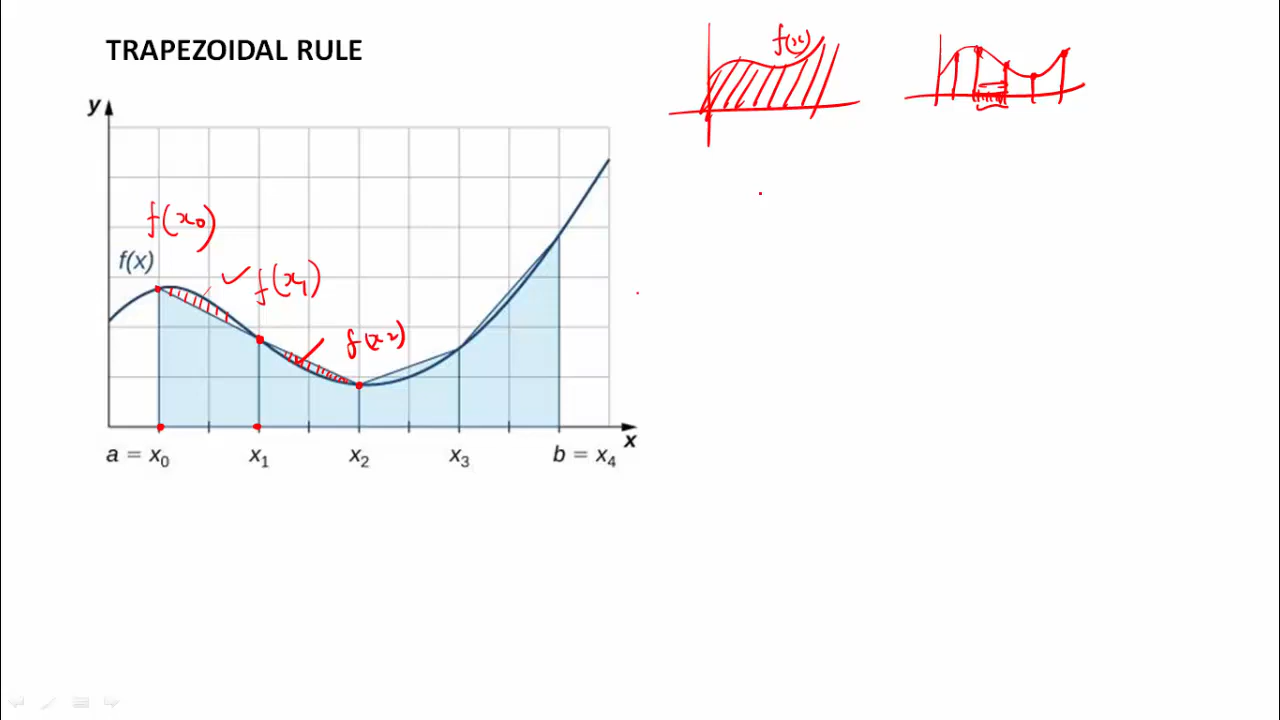 TRAPEZOIDAL RULE
f(x)
y
f(x0)
f(x)
f(x1)
f(x2)
x
a = x0 x1 x2 x3 b = x4